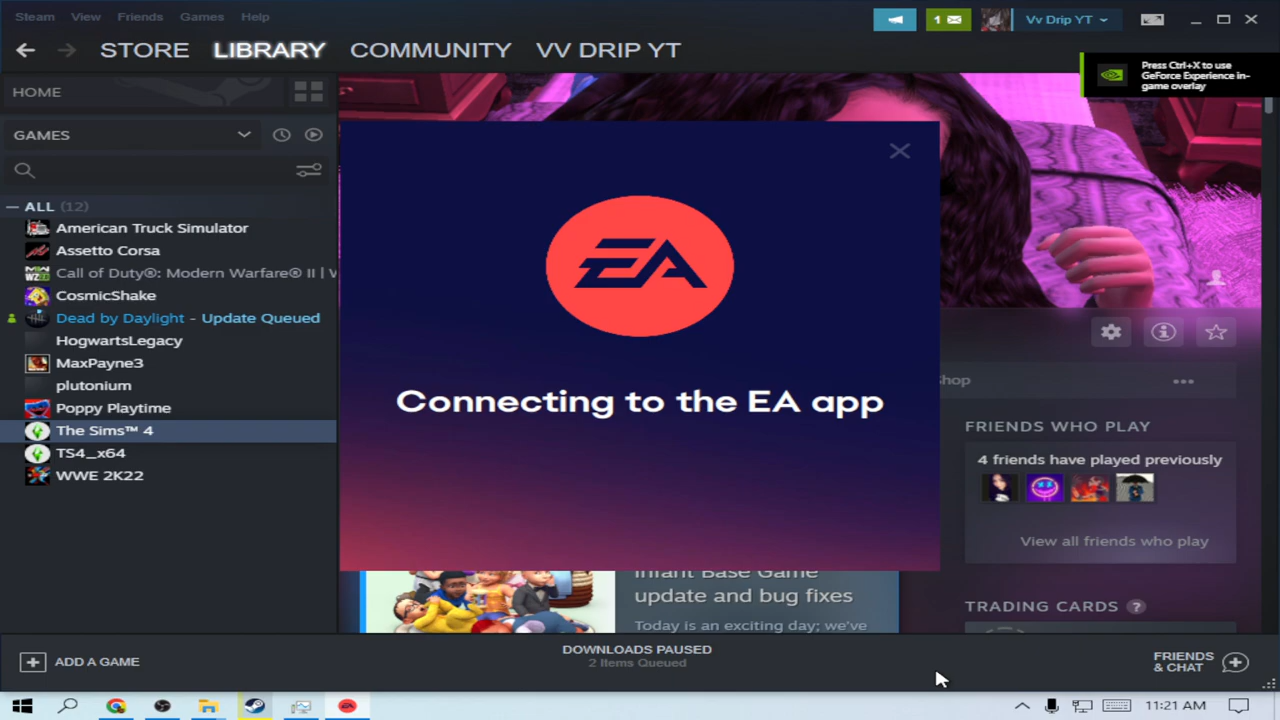 Steam View Friends Games Help
1
Vv Drip YT
STORE LIBRARY COMMUNITY VV DRIP YT
Press Ctrl+X to use
GeForce Experience in-
game overlay
HOME
GAMES
— ALL (12)
American Truck Simulator
Assetto Corsa
Call of Duty®: Modern Warfare® II | W
CosmicShake
Dead by Daylight - Update Queued
HogwartsLegacy
MaxPayne3
plutonium
Poppy Playtime
The Sims™ 4
TS4_x64
WWE 2K22
EA
Connecting to the EA app
Shop
FRIENDS WHO PLAY
4 friends have played previously
View all friends who play
TRADING CARDS ?
Infant Base Game
update and bug fixes
Today is an exciting day; we've
ADD A GAME
DOWNLOADS PAUSED
2 Items Queued
FRIENDS
& CHAT
11:21 AM